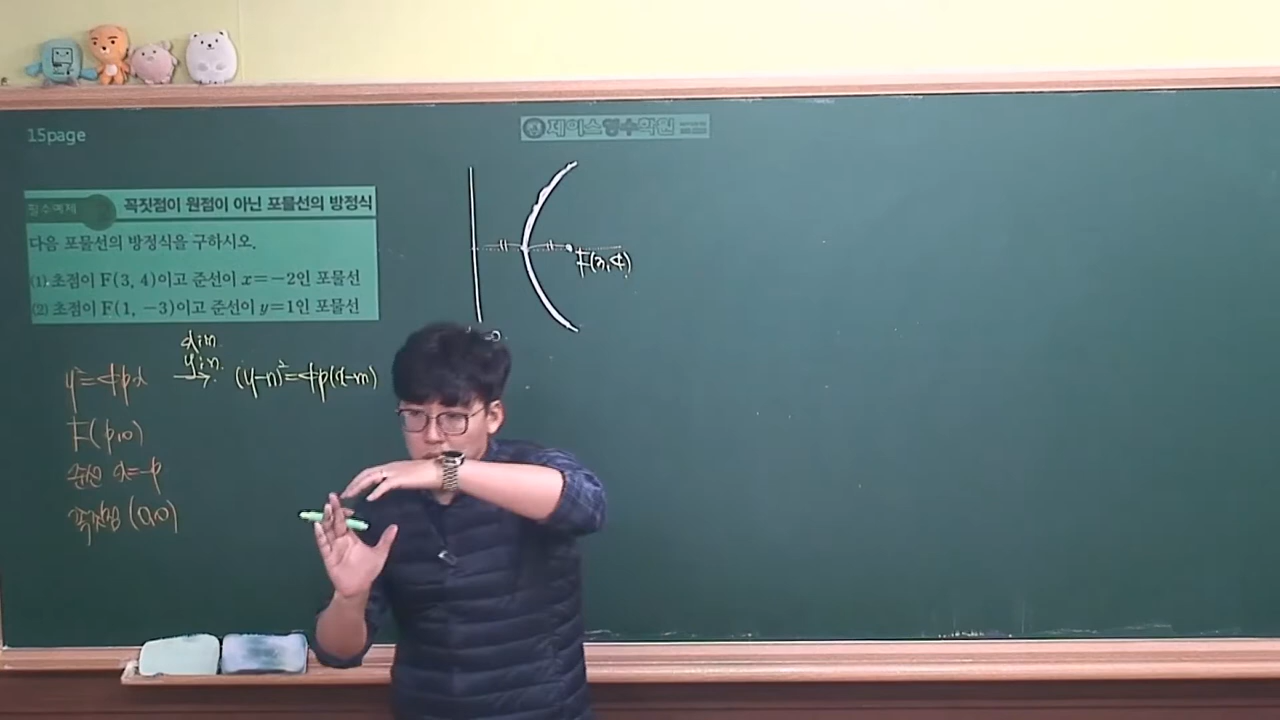 15page
제이스영수학원
필수예제 꼭짓점이 원점이 아닌 포물선의 방정식
다음 포물선의 방정식을 구하시오.
(1) 초점이 F(3, 4)이고 준선이 x=-2인 포물선
(2) 초점이 F(1, -3)이고 준선이 y=1인 포물선
F(3,4)
x:m
y:n
y²=4px → (y-n)²=4p(x-m)
F(p,0)
준선 x=-p
꼭짓점 (0,0)